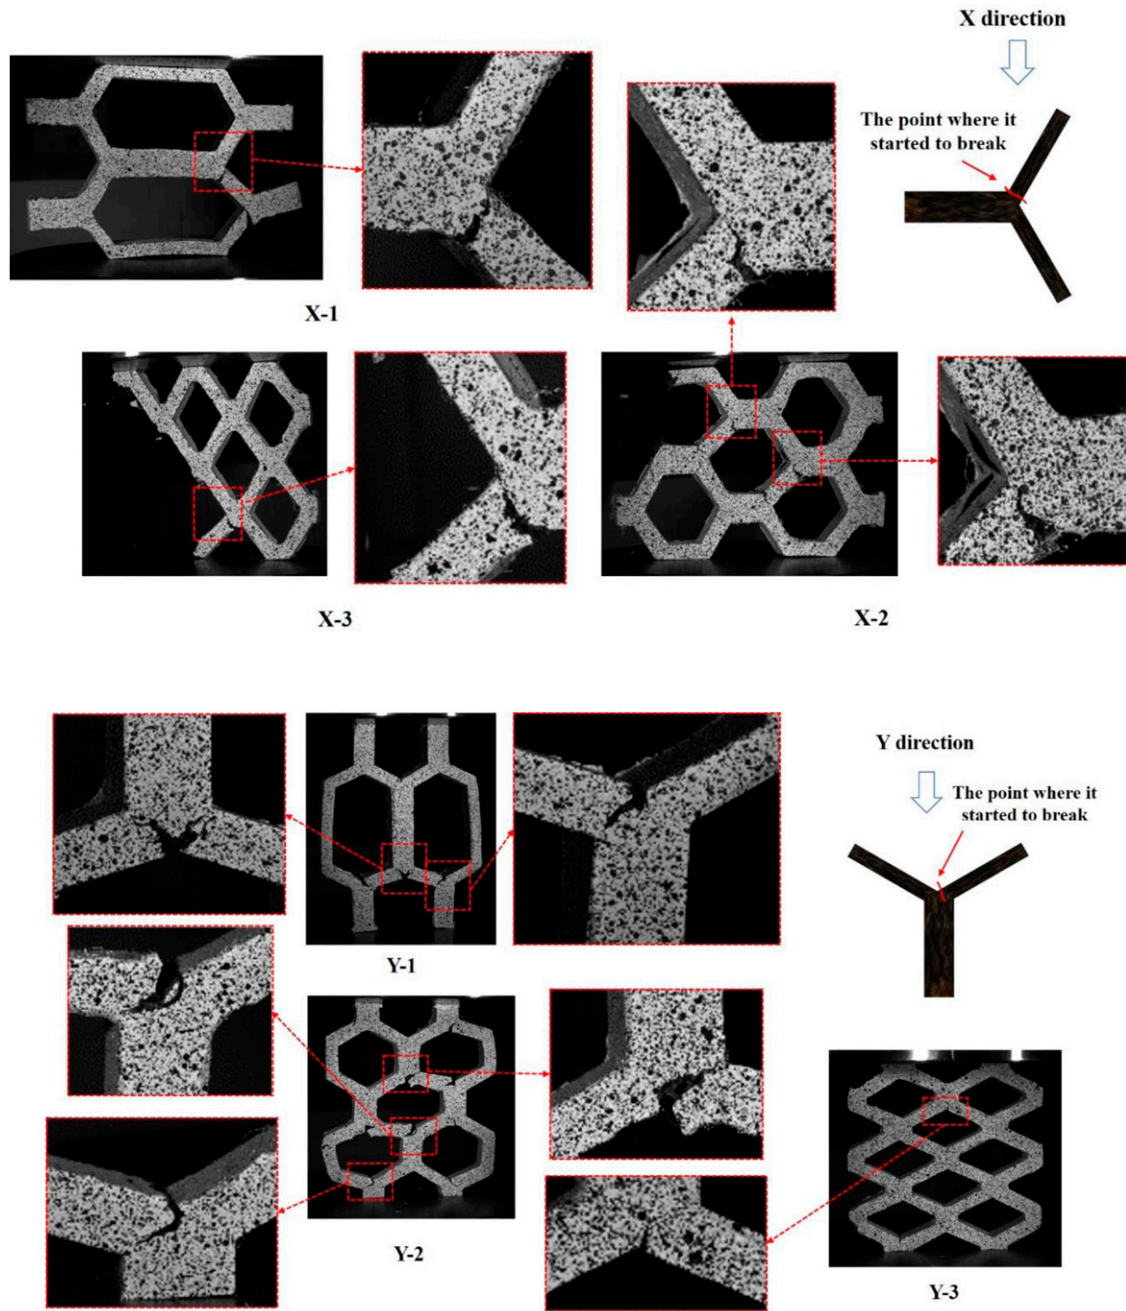 X direction
The point where it
started to break
X-1
X-3
X-2
Y direction
The point where it
started to break
Y-1
Y-2
Y-3